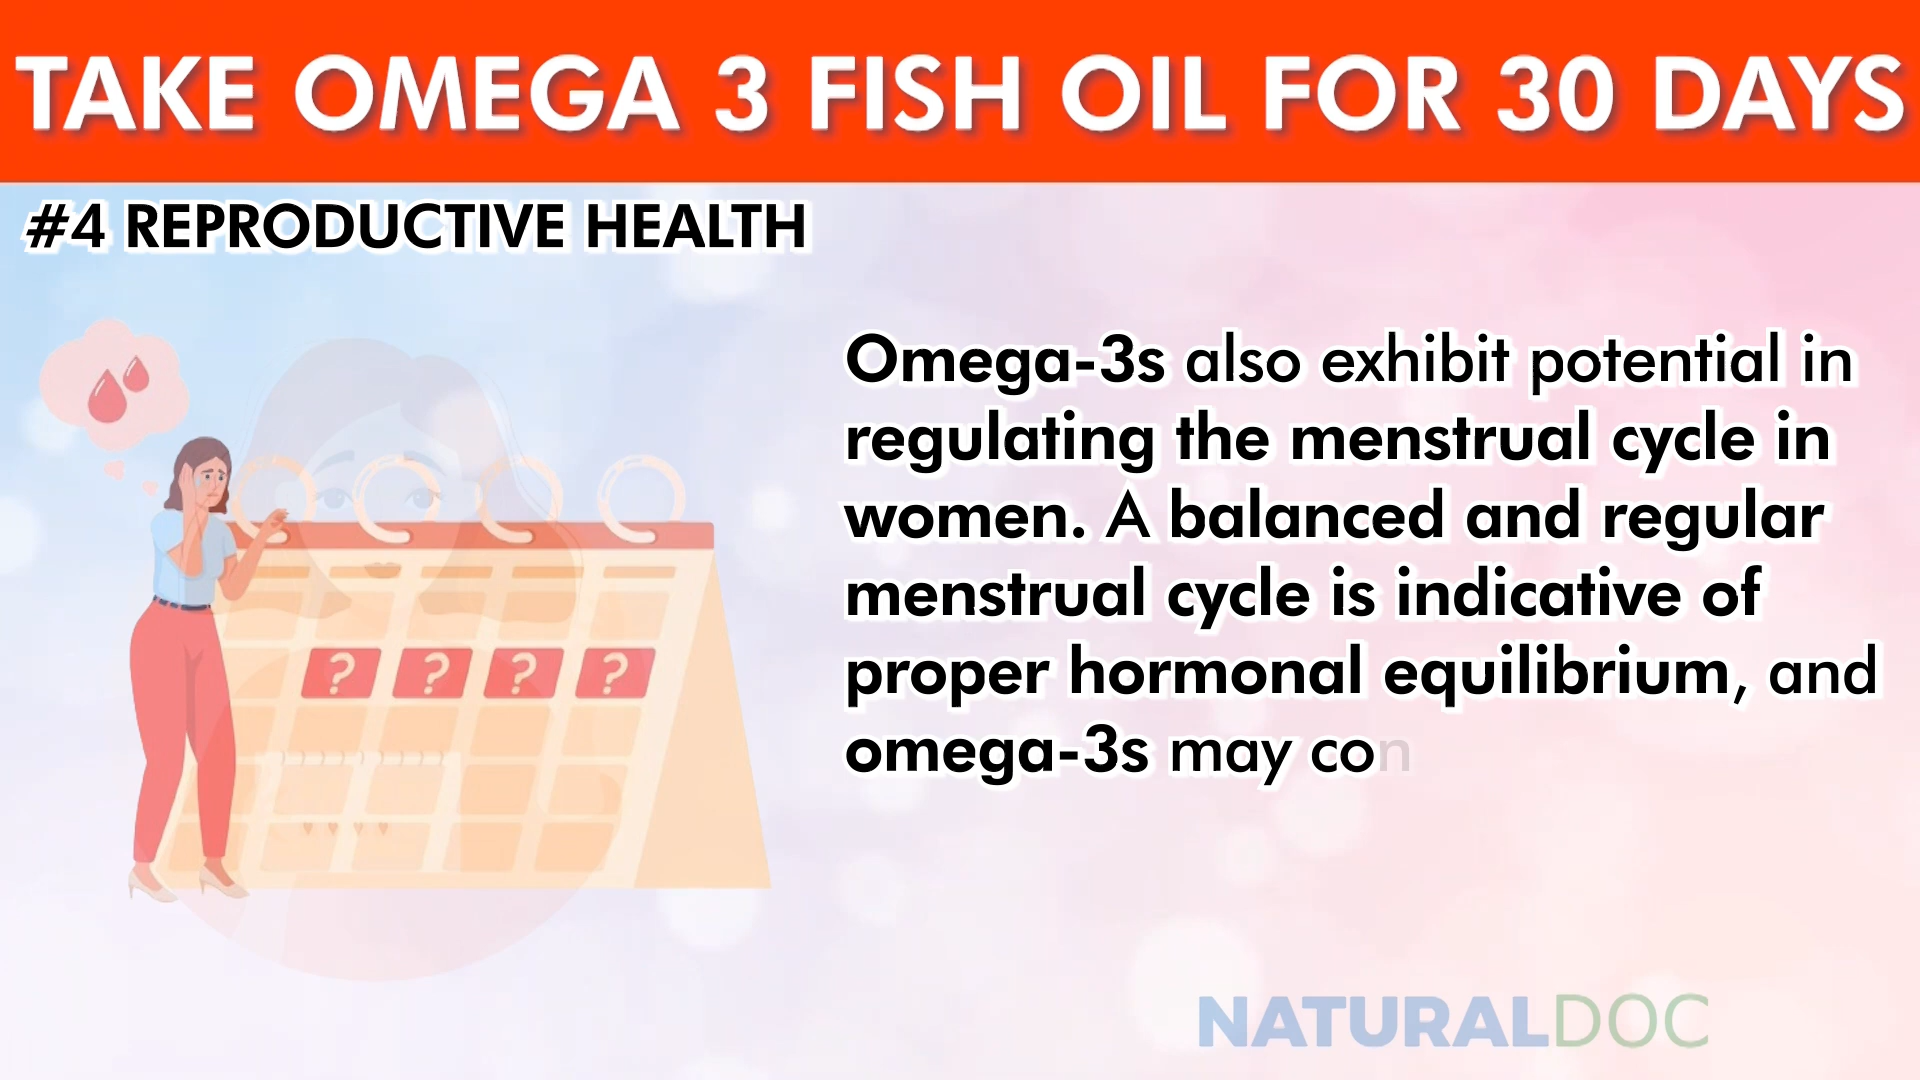 TAKE OMEGA 3 FISH OIL FOR 30 DAYS
#4 REPRODUCTIVE HEALTH
Omega-3s also exhibit potential in
regulating the menstrual cycle in
women. A balanced and regular
menstrual cycle is indicative of
proper hormonal equilibrium, and
omega-3s may con
? ? ? ?
NATURALDOC